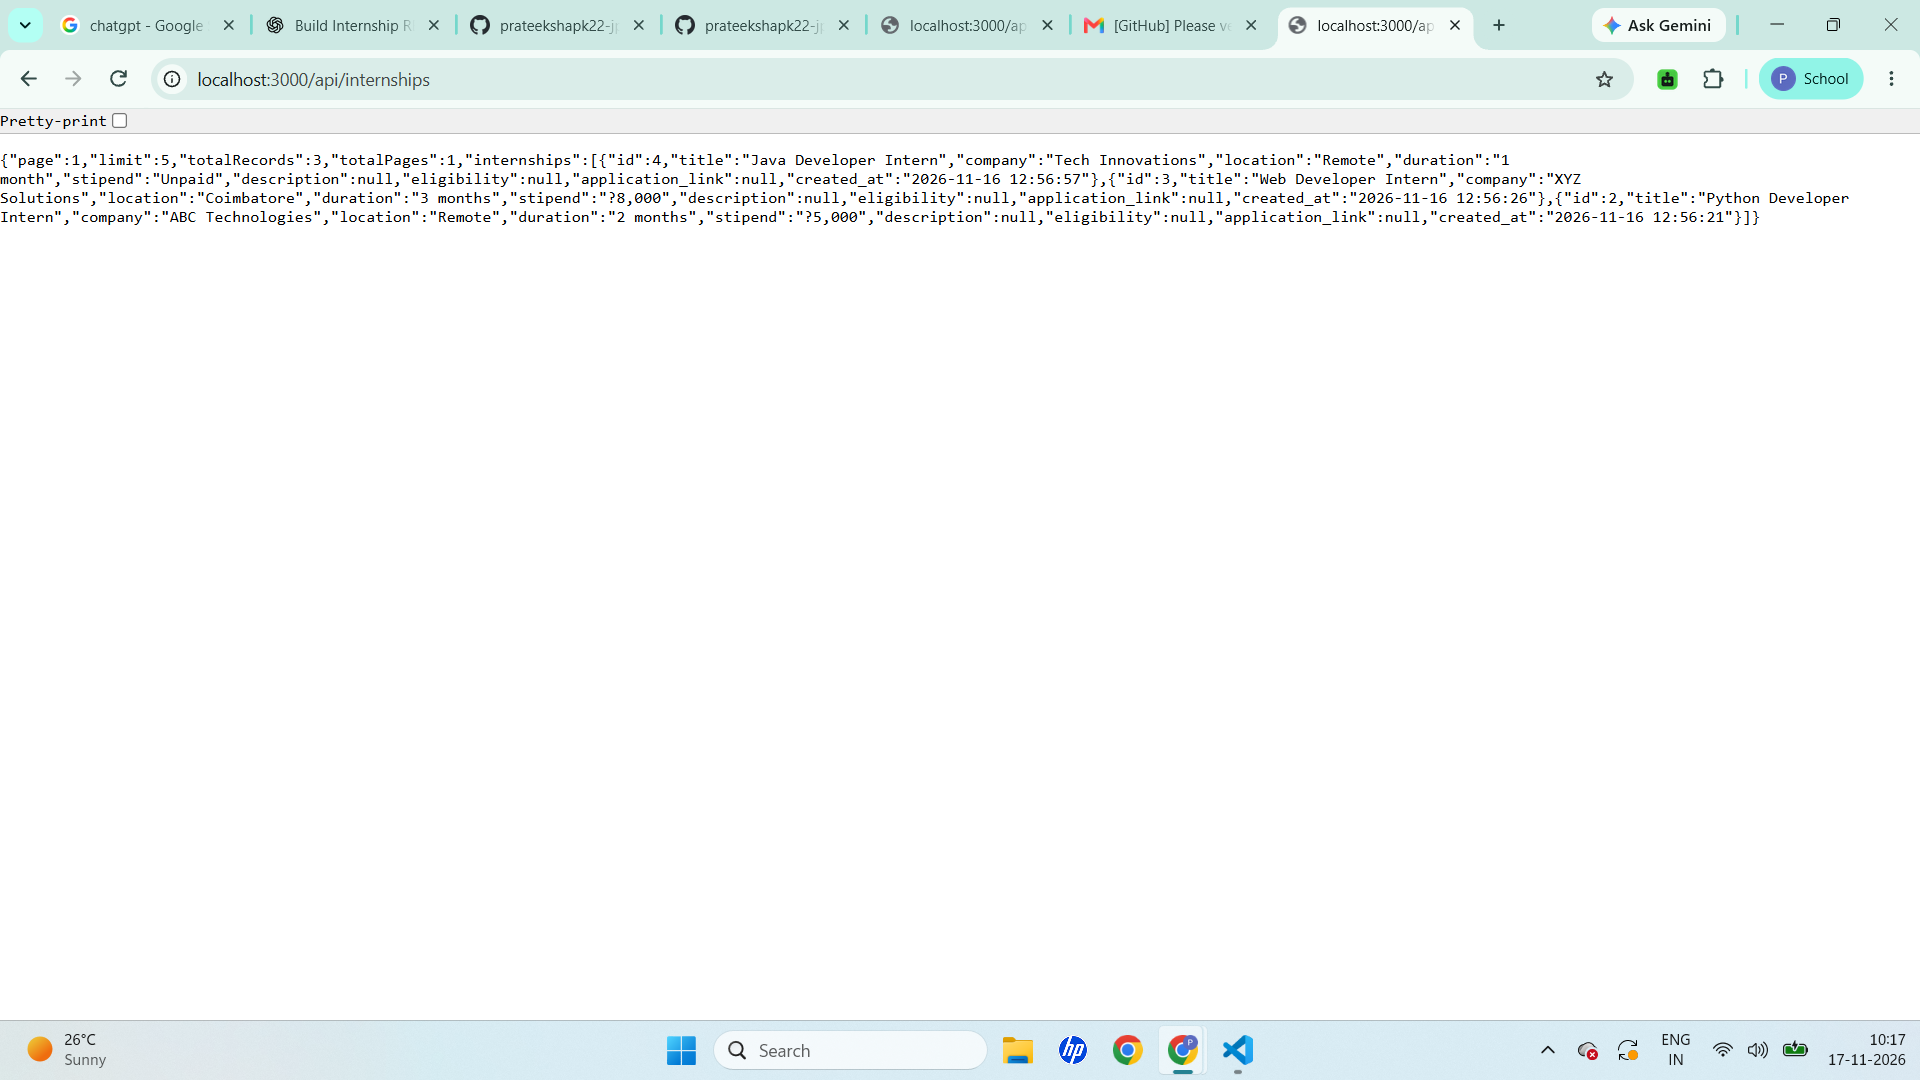 chatgpt - Google
Build Internship R
prateekshapk22-j
prateekshapk22-j
localhost:3000/ap
[GitHub] Please ve
localhost:3000/ap
Ask Gemini
localhost:3000/api/internships
P
School
Pretty-print
{"page":1,"limit":5,"totalRecords":3,"totalPages":1,"internships":[{"id":4,"title":"Java Developer Intern","company":"Tech Innovations","location":"Remote","duration":"1
month","stipend":"Unpaid","description":null,"eligibility":null,"application_link":null,"created_at":"2026-11-16 12:56:57"},{"id":3,"title":"Web Developer Intern","company":"XYZ
Solutions","location":"Coimbatore","duration":"3 months","stipend":"?8,000","description":null,"eligibility":null,"application_link":null,"created_at":"2026-11-16 12:56:26"},{"id":2,"title":"Python Developer
Intern","company":"ABC Technologies","location":"Remote","duration":"2 months","stipend":"?5,000","description":null,"eligibility":null,"application_link":null,"created_at":"2026-11-16 12:56:21"}]}
26°C
Sunny
Search
hp
P
ENG
IN
10:17
17-11-2026